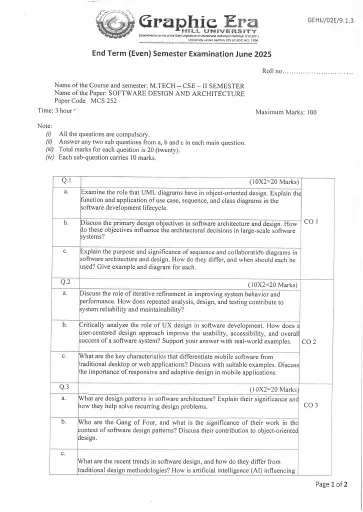 GEHU/02E/9.1.3
Graphic Era
HILL UNIVERSITY
End Term (Even) Semester Examination June 2025
Roll no..............................
Name of the Course and semester: M.TECH – CSE – II SEMESTER
Name of the Paper: SOFTWARE DESIGN AND ARCHITECTURE
Paper Code MCS 252
Time: 3 hour
Maximum Marks: 100
Note:
(i) All the questions are compulsory.
(ii) Answer any two sub questions from a, b and c in each main question.
(iii) Total marks for each question is 20 (twenty).
(iv) Each sub-question carries 10 marks.
Q.1 (10X2=20 Marks)
a. Examine the role that UML diagrams have in object-oriented design. Explain the
function and application of use case, sequence, and class diagrams in the
software development lifecycle.
b. Discuss the primary design objectives in software architecture and design. How
do these objectives influence the architectural decisions in large-scale software
systems?
CO 1
c. Explain the purpose and significance of sequence and collaboration diagrams in
software architecture and design. How do they differ, and when should each be
used? Give example and diagram for each.
Q.2 (10X2=20 Marks)
a. Discuss the role of iterative refinement in improving system behavior and
performance. How does repeated analysis, design, and testing contribute to
system reliability and maintainability?
b. Critically analyze the role of UX design in software development. How does a
user-centered design approach improve the usability, accessibility, and overall
success of a software system? Support your answer with real-world examples.
CO 2
c. What are the key characteristics that differentiate mobile software from
traditional desktop or web applications? Discuss with suitable examples. Discuss
the importance of responsive and adaptive design in mobile applications.
Q.3 (10X2=20 Marks)
a. What are design patterns in software architecture? Explain their significance and
how they help solve recurring design problems.
CO 3
b. Who are the Gang of Four, and what is the significance of their work in the
context of software design patterns? Discuss their contribution to object-oriented
design.
c. What are the recent trends in software design, and how do they differ from
traditional design methodologies? How is artificial intelligence (AI) influencing
Page 1 of 2